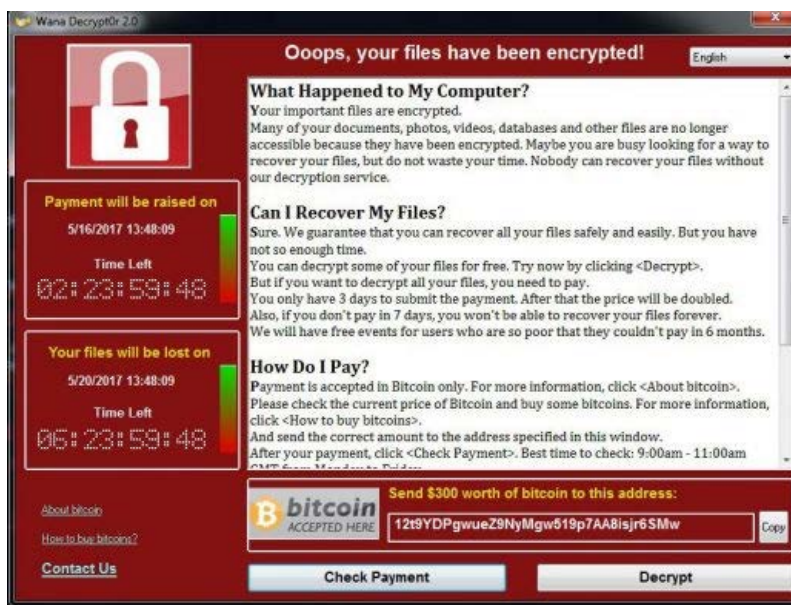 Wana Decrypt0r 2.0
Ooops, your files have been encrypted!
English
What Happened to My Computer?
Your important files are encrypted.
Many of your documents, photos, videos, databases and other files are no longer
accessible because they have been encrypted. Maybe you are busy looking for a way to
recover your files, but do not waste your time. Nobody can recover your files without
our decryption service.
Can I Recover My Files?
Sure. We guarantee that you can recover all your files safely and easily. But you have
not so enough time.
You can decrypt some of your files for free. Try now by clicking <Decrypt>.
But if you want to decrypt all your files, you need to pay.
You only have 3 days to submit the payment. After that the price will be doubled.
Also, if you don't pay in 7 days, you won't be able to recover your files forever.
We will have free events for users who are so poor that they couldn't pay in 6 months.
How Do I Pay?
Payment is accepted in Bitcoin only. For more information, click <About bitcoin>.
Please check the current price of Bitcoin and buy some bitcoins. For more information,
click <How to buy bitcoins>.
And send the correct amount to the address specified in this window.
After your payment, click <Check Payment>. Best time to check: 9:00am - 11:00am
GMT from Monday to Friday.
Payment will be raised on
5/16/2017 13:48:09
Time Left
02:23:59:48
Your files will be lost on
5/20/2017 13:48:09
Time Left
06:23:59:48
About bitcoin
How to buy bitcoins?
Contact Us
bitcoin
ACCEPTED HERE
Send $300 worth of bitcoin to this address:
12t9YDPgwueZ9NyMgw519p7AA8isjr6SMw
Copy
Check Payment
Decrypt